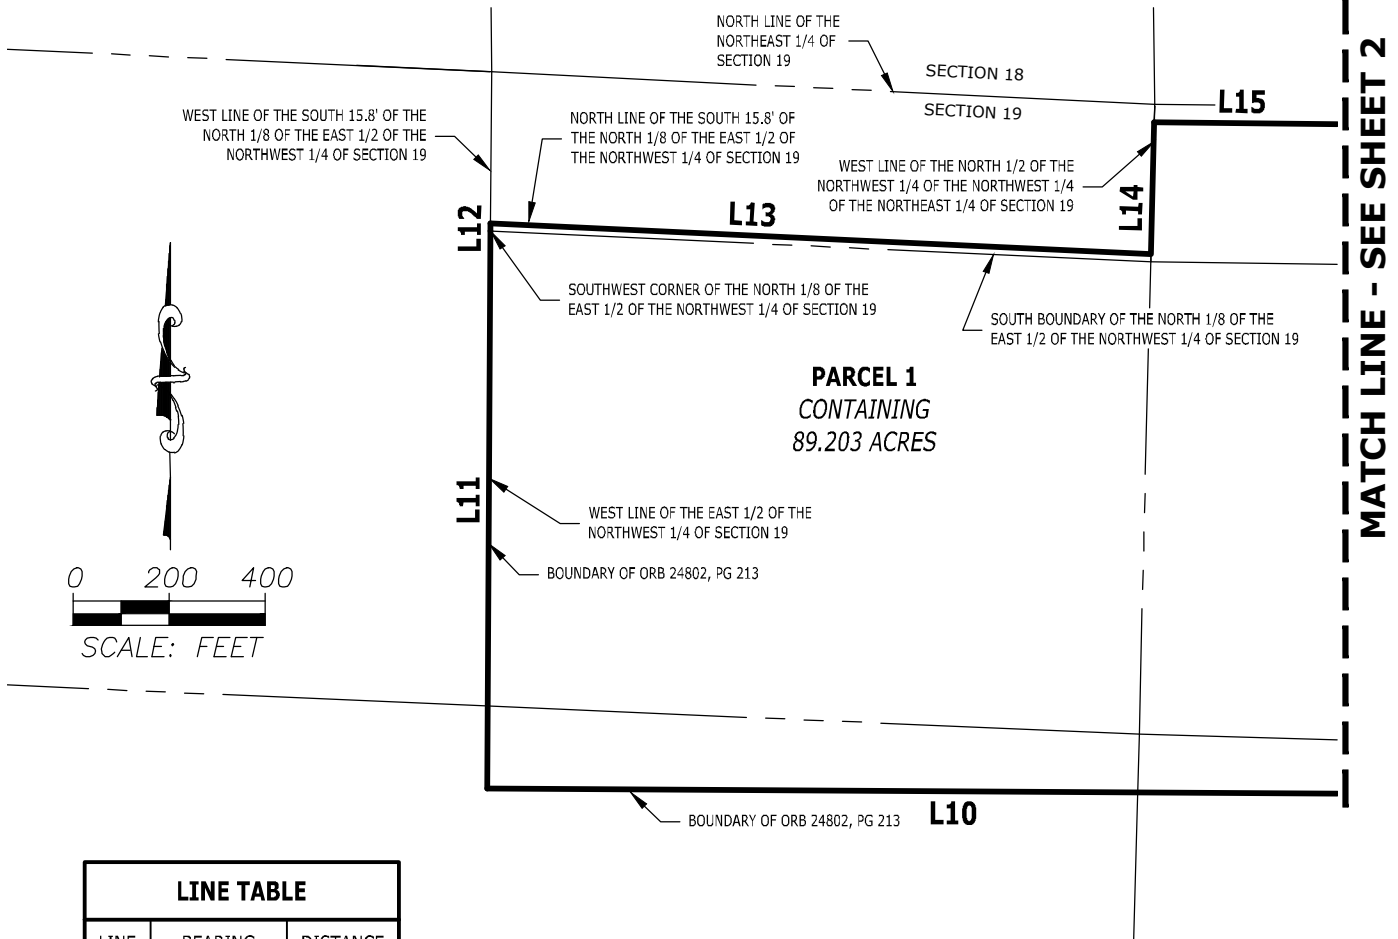 NORTH LINE OF THE
NORTHEAST 1/4 OF
SECTION 19
SECTION 18
SECTION 19
L15
WEST LINE OF THE SOUTH 15.8' OF THE
NORTH 1/8 OF THE EAST 1/2 OF THE
NORTHWEST 1/4 OF SECTION 19
NORTH LINE OF THE SOUTH 15.8' OF
THE NORTH 1/8 OF THE EAST 1/2 OF
THE NORTHWEST 1/4 OF SECTION 19
WEST LINE OF THE NORTH 1/2 OF THE
NORTHWEST 1/4 OF THE NORTHWEST 1/4
OF THE NORTHEAST 1/4 OF SECTION 19
L14
L12
L13
SOUTHWEST CORNER OF THE NORTH 1/8 OF THE
EAST 1/2 OF THE NORTHWEST 1/4 OF SECTION 19
SOUTH BOUNDARY OF THE NORTH 1/8 OF THE
EAST 1/2 OF THE NORTHWEST 1/4 OF SECTION 19
MATCH LINE - SEE SHEET 2
PARCEL 1
CONTAINING
89.203 ACRES
L11
WEST LINE OF THE EAST 1/2 OF THE
NORTHWEST 1/4 OF SECTION 19
BOUNDARY OF ORB 24802, PG 213
0 200 400
SCALE: FEET
BOUNDARY OF ORB 24802, PG 213
L10
LINE TABLE
LINE BEARING DISTANCE